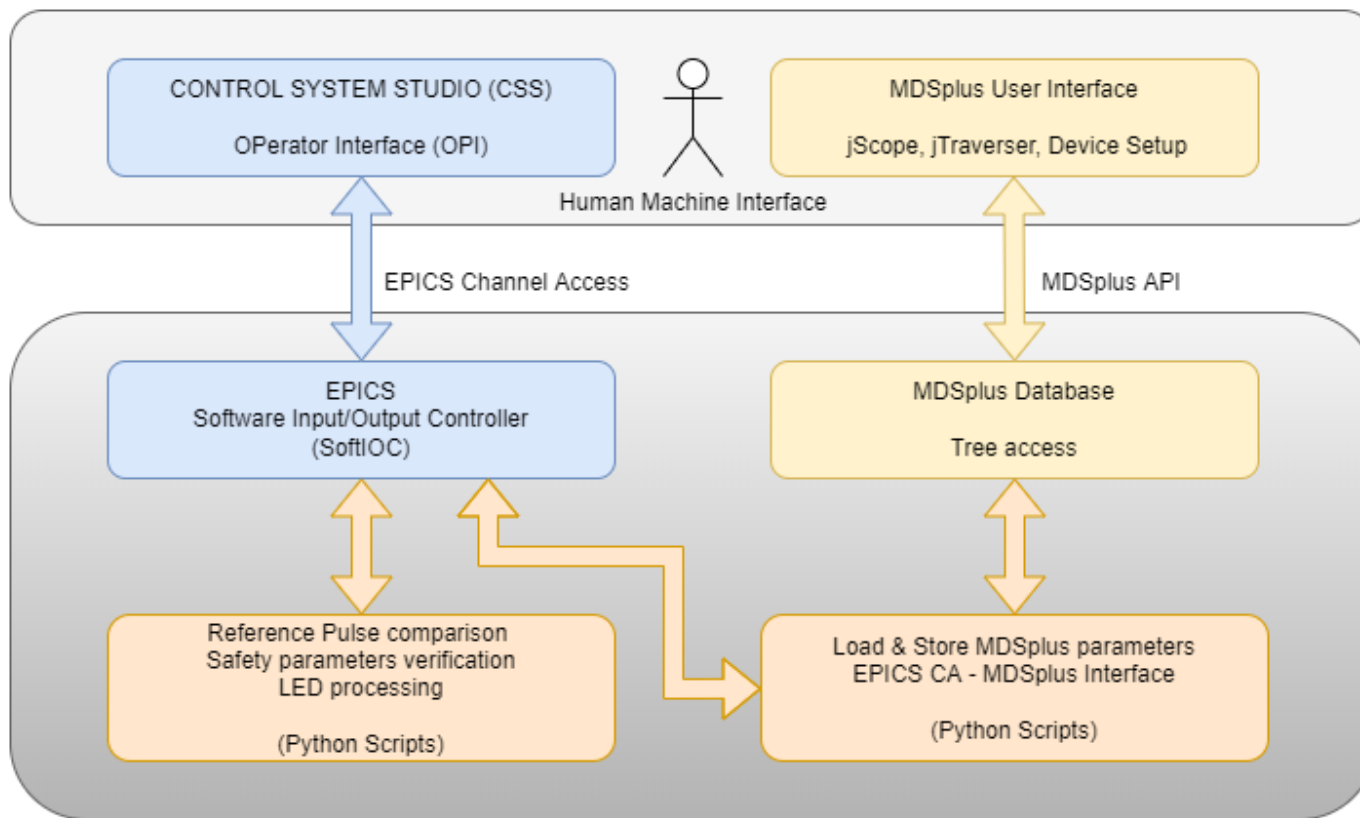 CONTROL SYSTEM STUDIO (CSS)
OPerator Interface (OPI)
MDSplus User Interface
jScope, jTraverser, Device Setup
Human Machine Interface
EPICS Channel Access
MDSplus API
EPICS
Software Input/Output Controller
(SoftIOC)
MDSplus Database
Tree access
Reference Pulse comparison
Safety parameters verification
LED processing
(Python Scripts)
Load & Store MDSplus parameters
EPICS CA - MDSplus Interface
(Python Scripts)